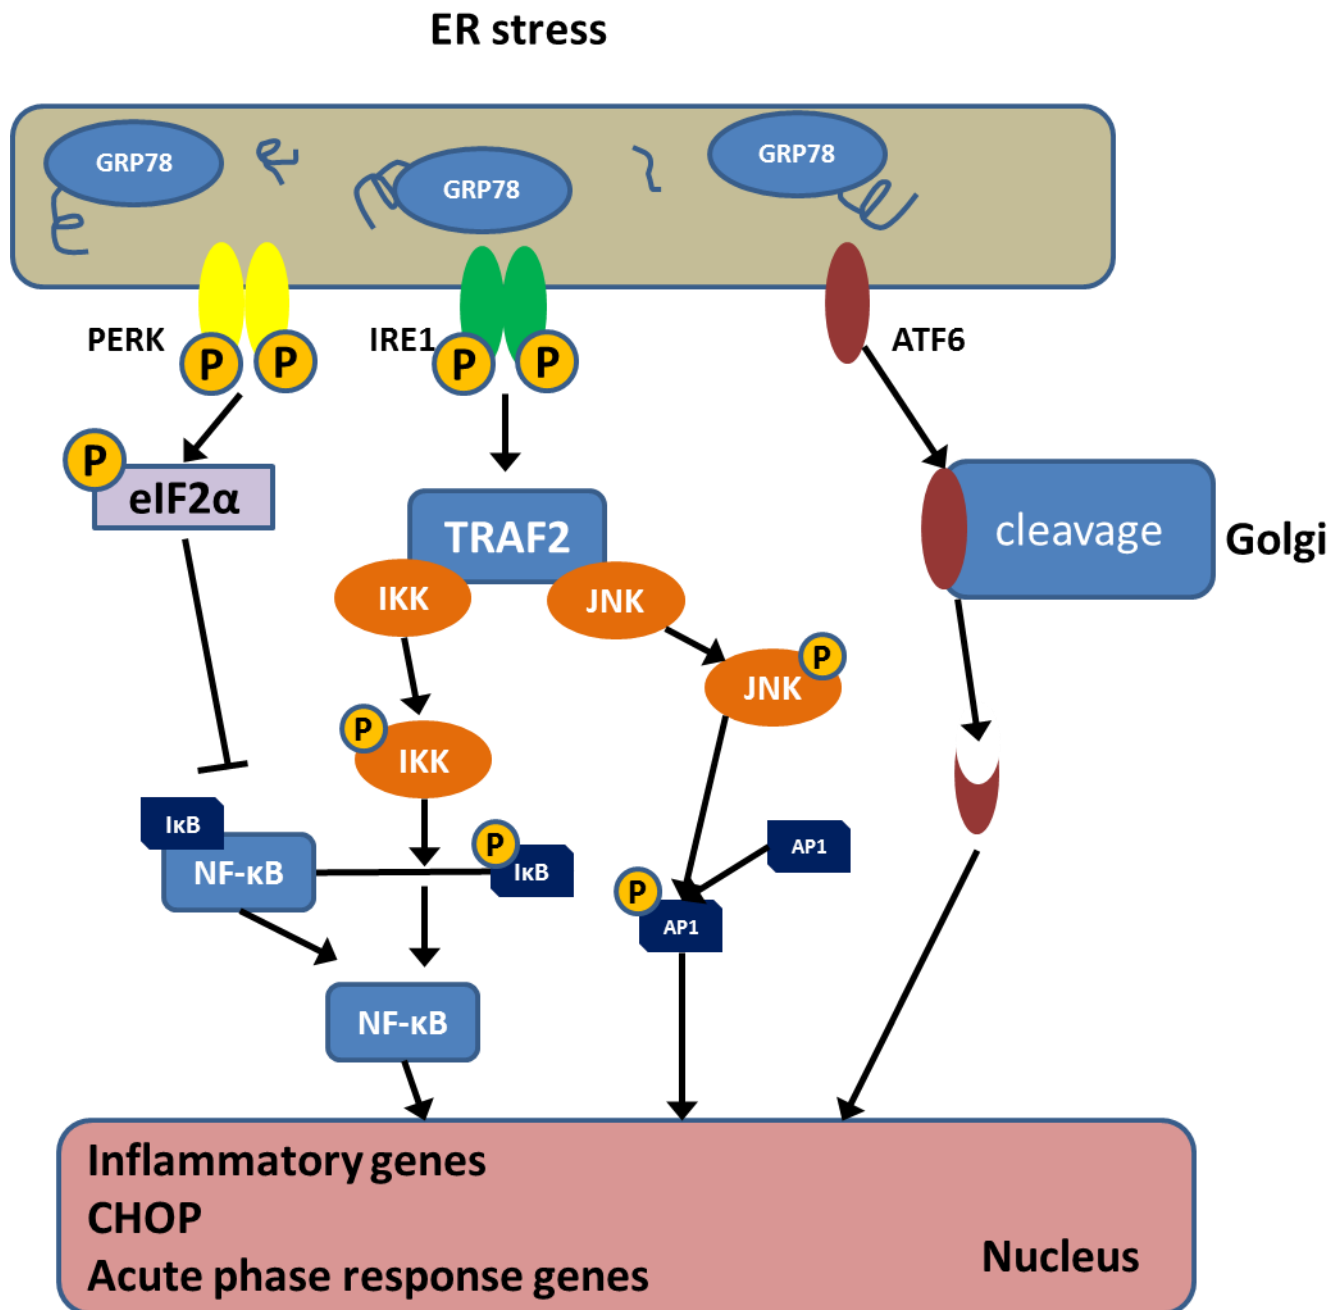 ER stress
GRP78
GRP78
GRP78
PERK
P
P
IRE1
P
P
ATF6
P
eIF2α
TRAF2
IKK
JNK
cleavage
Golgi
JNK
P
P
IKK
IκB
NF-κB
P
IκB
AP1
P
AP1
NF-κB
Inflammatory genes
CHOP
Acute phase response genes
Nucleus